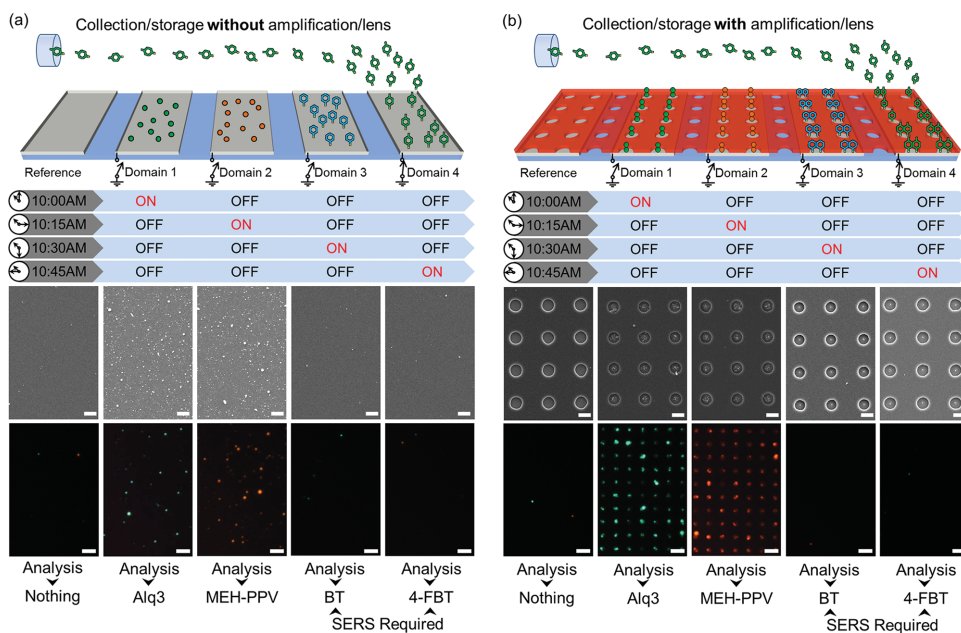 (a)
Collection/storage without amplification/lens
Reference
Domain 1
Domain 2
Domain 3
Domain 4
10:00AM ON OFF OFF OFF
10:15AM OFF ON OFF OFF
10:30AM OFF OFF ON OFF
10:45AM OFF OFF OFF ON
Analysis Analysis Analysis Analysis Analysis
Nothing Alq3 MEH-PPV BT 4-FBT
SERS Required
(b)
Collection/storage with amplification/lens
Reference
Domain 1
Domain 2
Domain 3
Domain 4
10:00AM ON OFF OFF OFF
10:15AM OFF ON OFF OFF
10:30AM OFF OFF ON OFF
10:45AM OFF OFF OFF ON
Analysis Analysis Analysis Analysis Analysis
Nothing Alq3 MEH-PPV BT 4-FBT
SERS Required